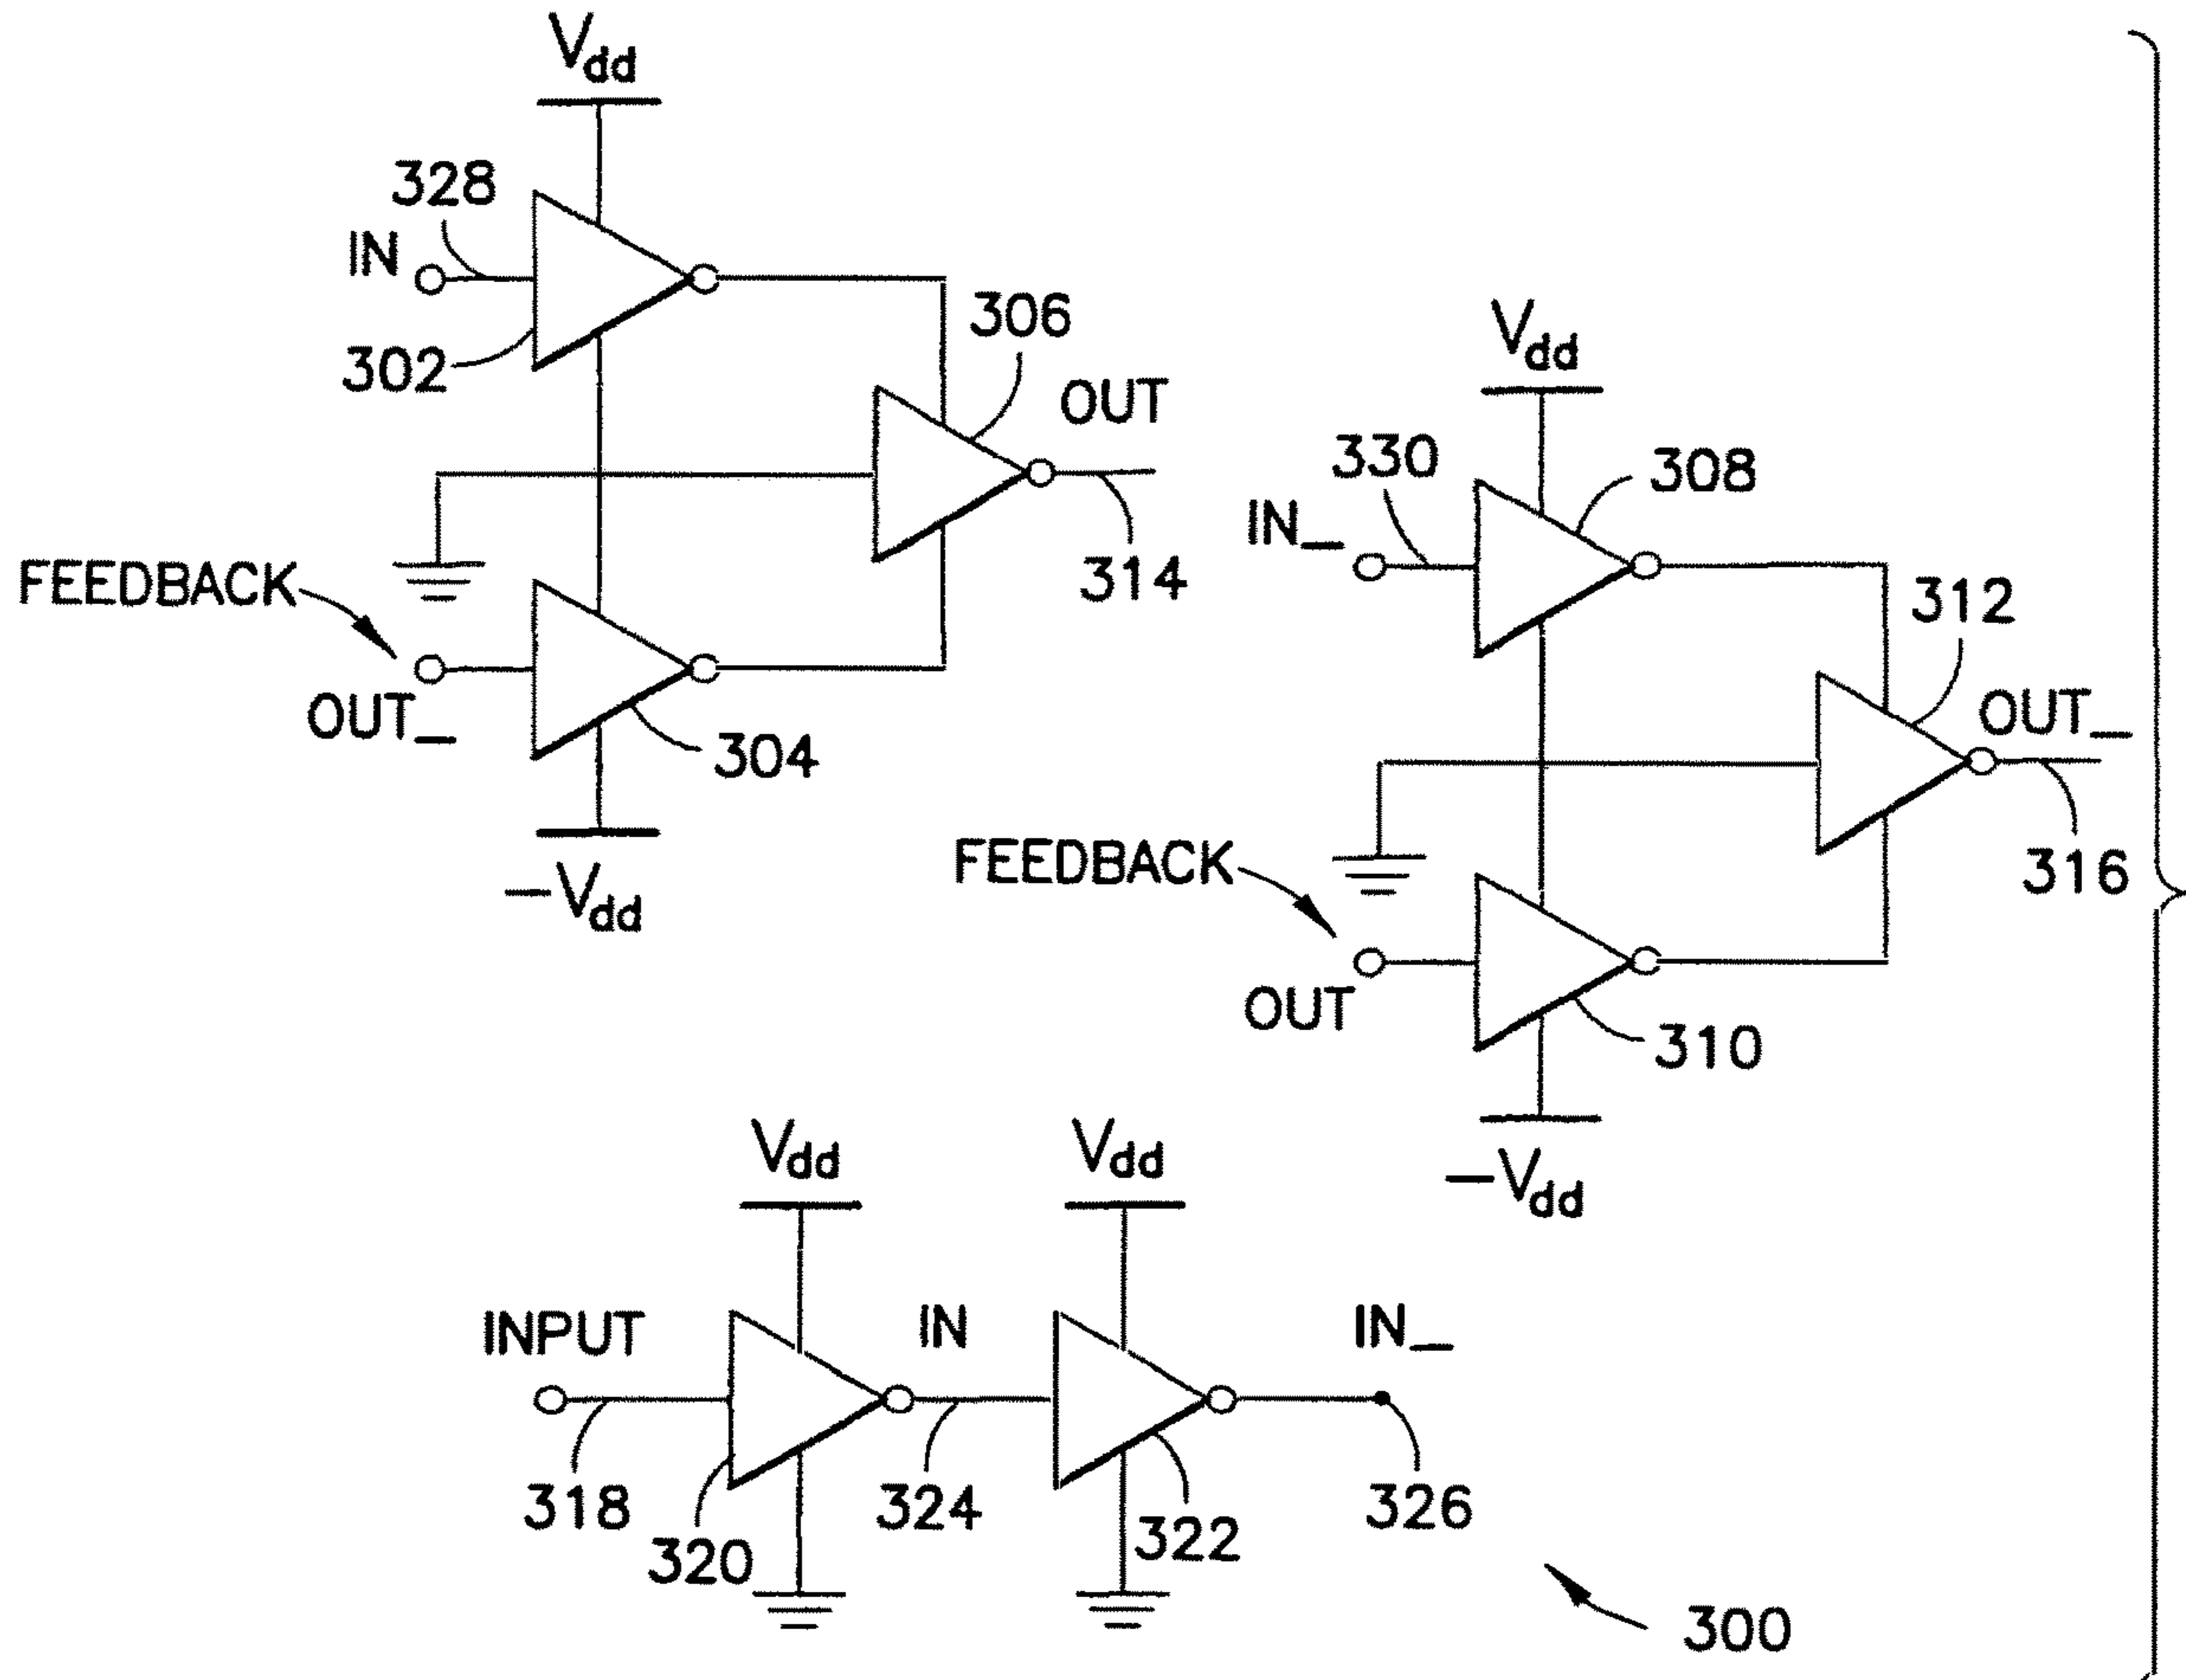 Vdd
328
IN
302
306
OUT
314
FEEDBACK
OUT_
304
-Vdd
Vdd
330
308
IN_
312
OUT_
316
FEEDBACK
OUT
310
-Vdd
Vdd
Vdd
INPUT
IN
IN_
318
320
324
322
326
300